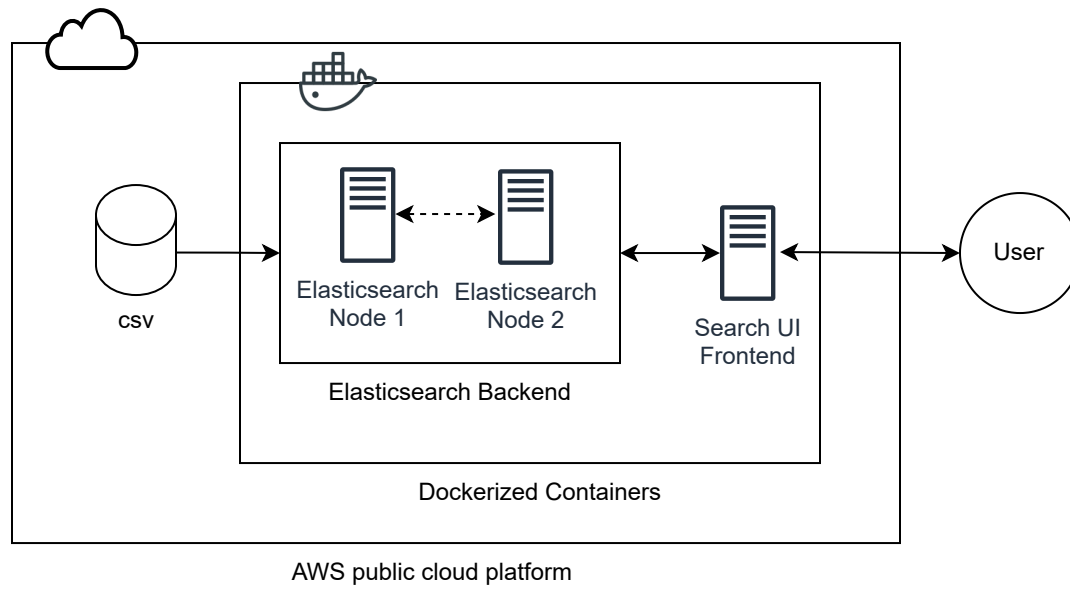 Elasticsearch
Node 1
Elasticsearch
Node 2
User
csv
Search UI
Frontend
Elasticsearch Backend
Dockerized Containers
AWS public cloud platform